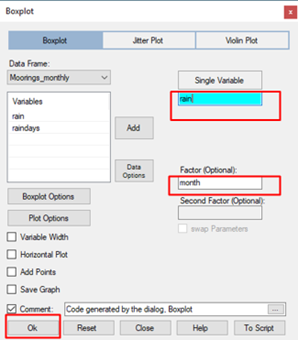 Boxplot
x
Boxplot Jitter Plot Violin Plot
Data Frame:
Moorings_monthly
Single Variable
Variables
rain
raindays
rain
Add
Data
Options
Factor (Optional):
month
Second Factor (Optional):
swap Parameters
Boxplot Options
Plot Options
Variable Width
Horizontal Plot
Add Points
Save Graph
Comment: Code generated by the dialog, Boxplot ...
Ok Reset Close Help To Script